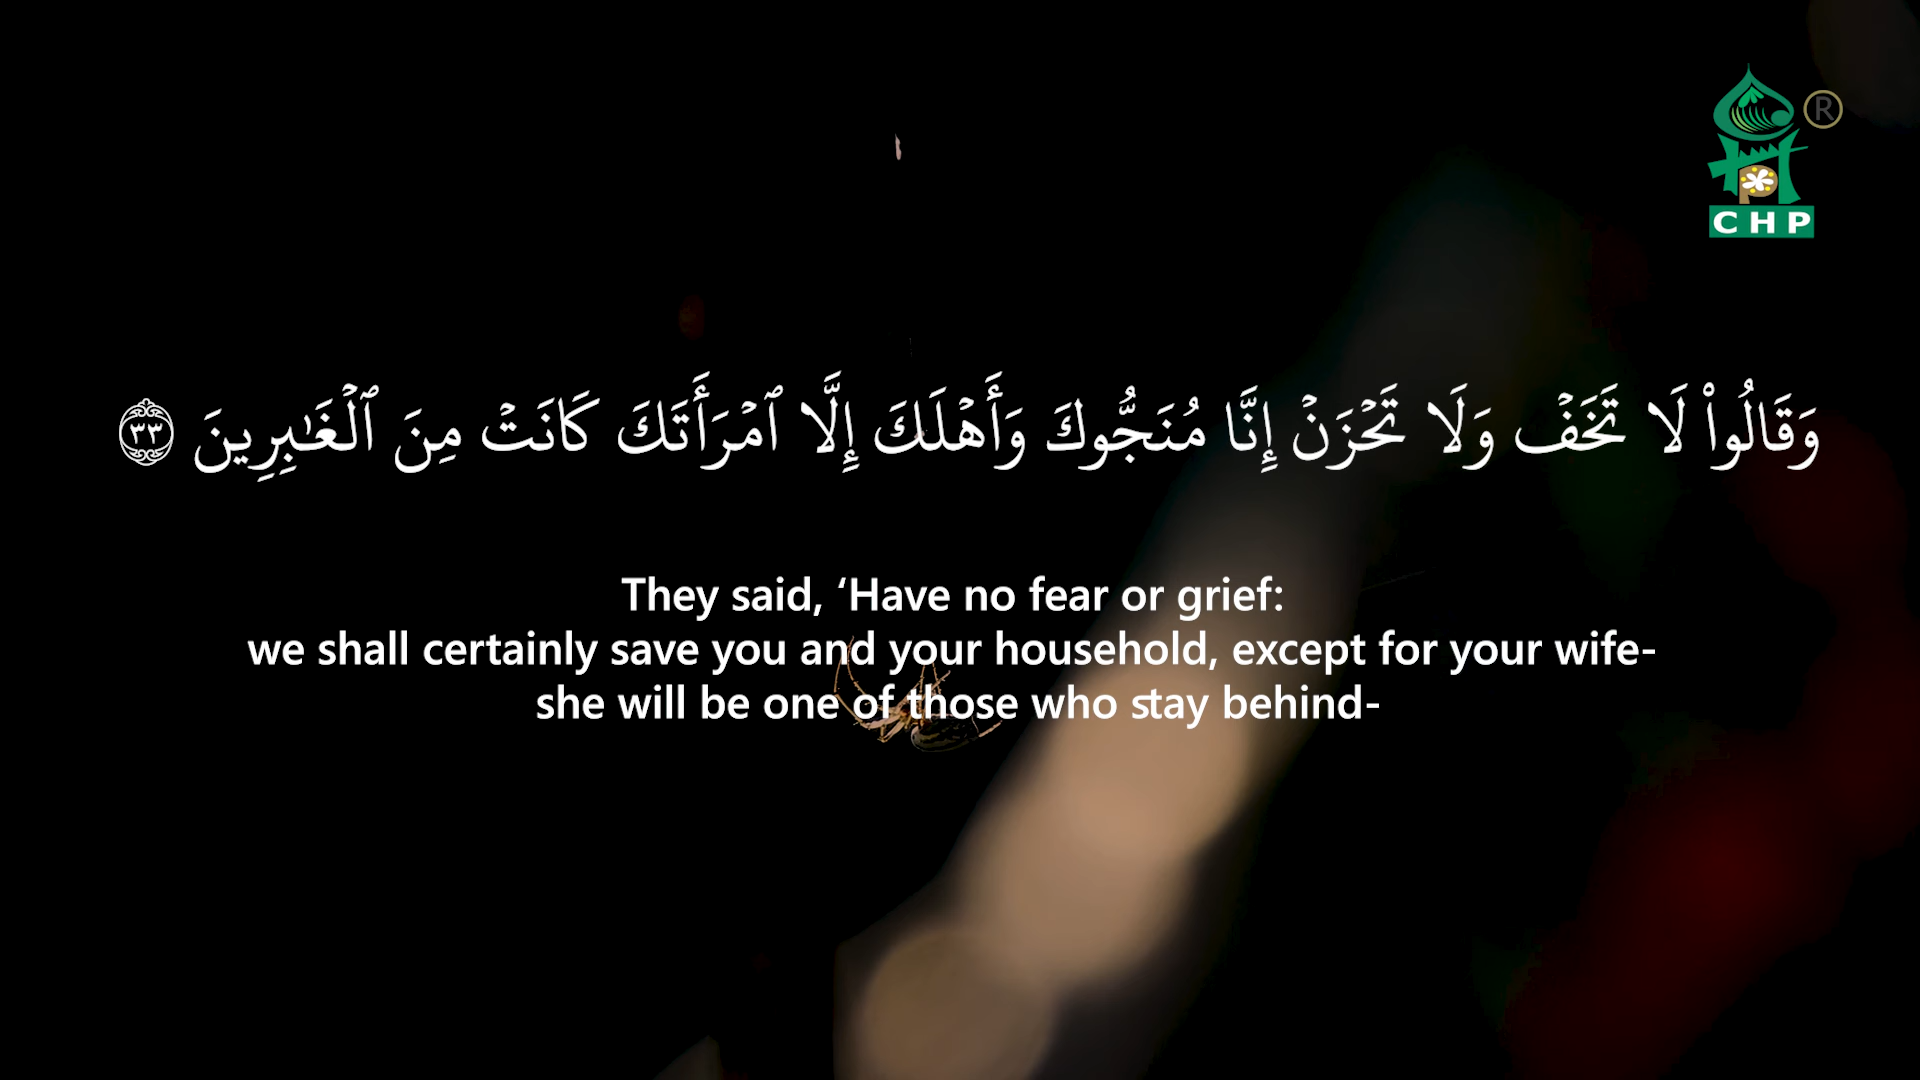 CHP
®
وَقَالُوا۟ لَا تَخَفْ وَلَا تَحْزَنْ إِنَّا مُنَجُّوكَ وَأَهْلَكَ إِلَّا ٱمْرَأَتَكَ كَانَتْ مِنَ ٱلْغَٰبِرِينَ ٣٣
They said, ‘Have no fear or grief:
we shall certainly save you and your household, except for your wife-
she will be one of those who stay behind-